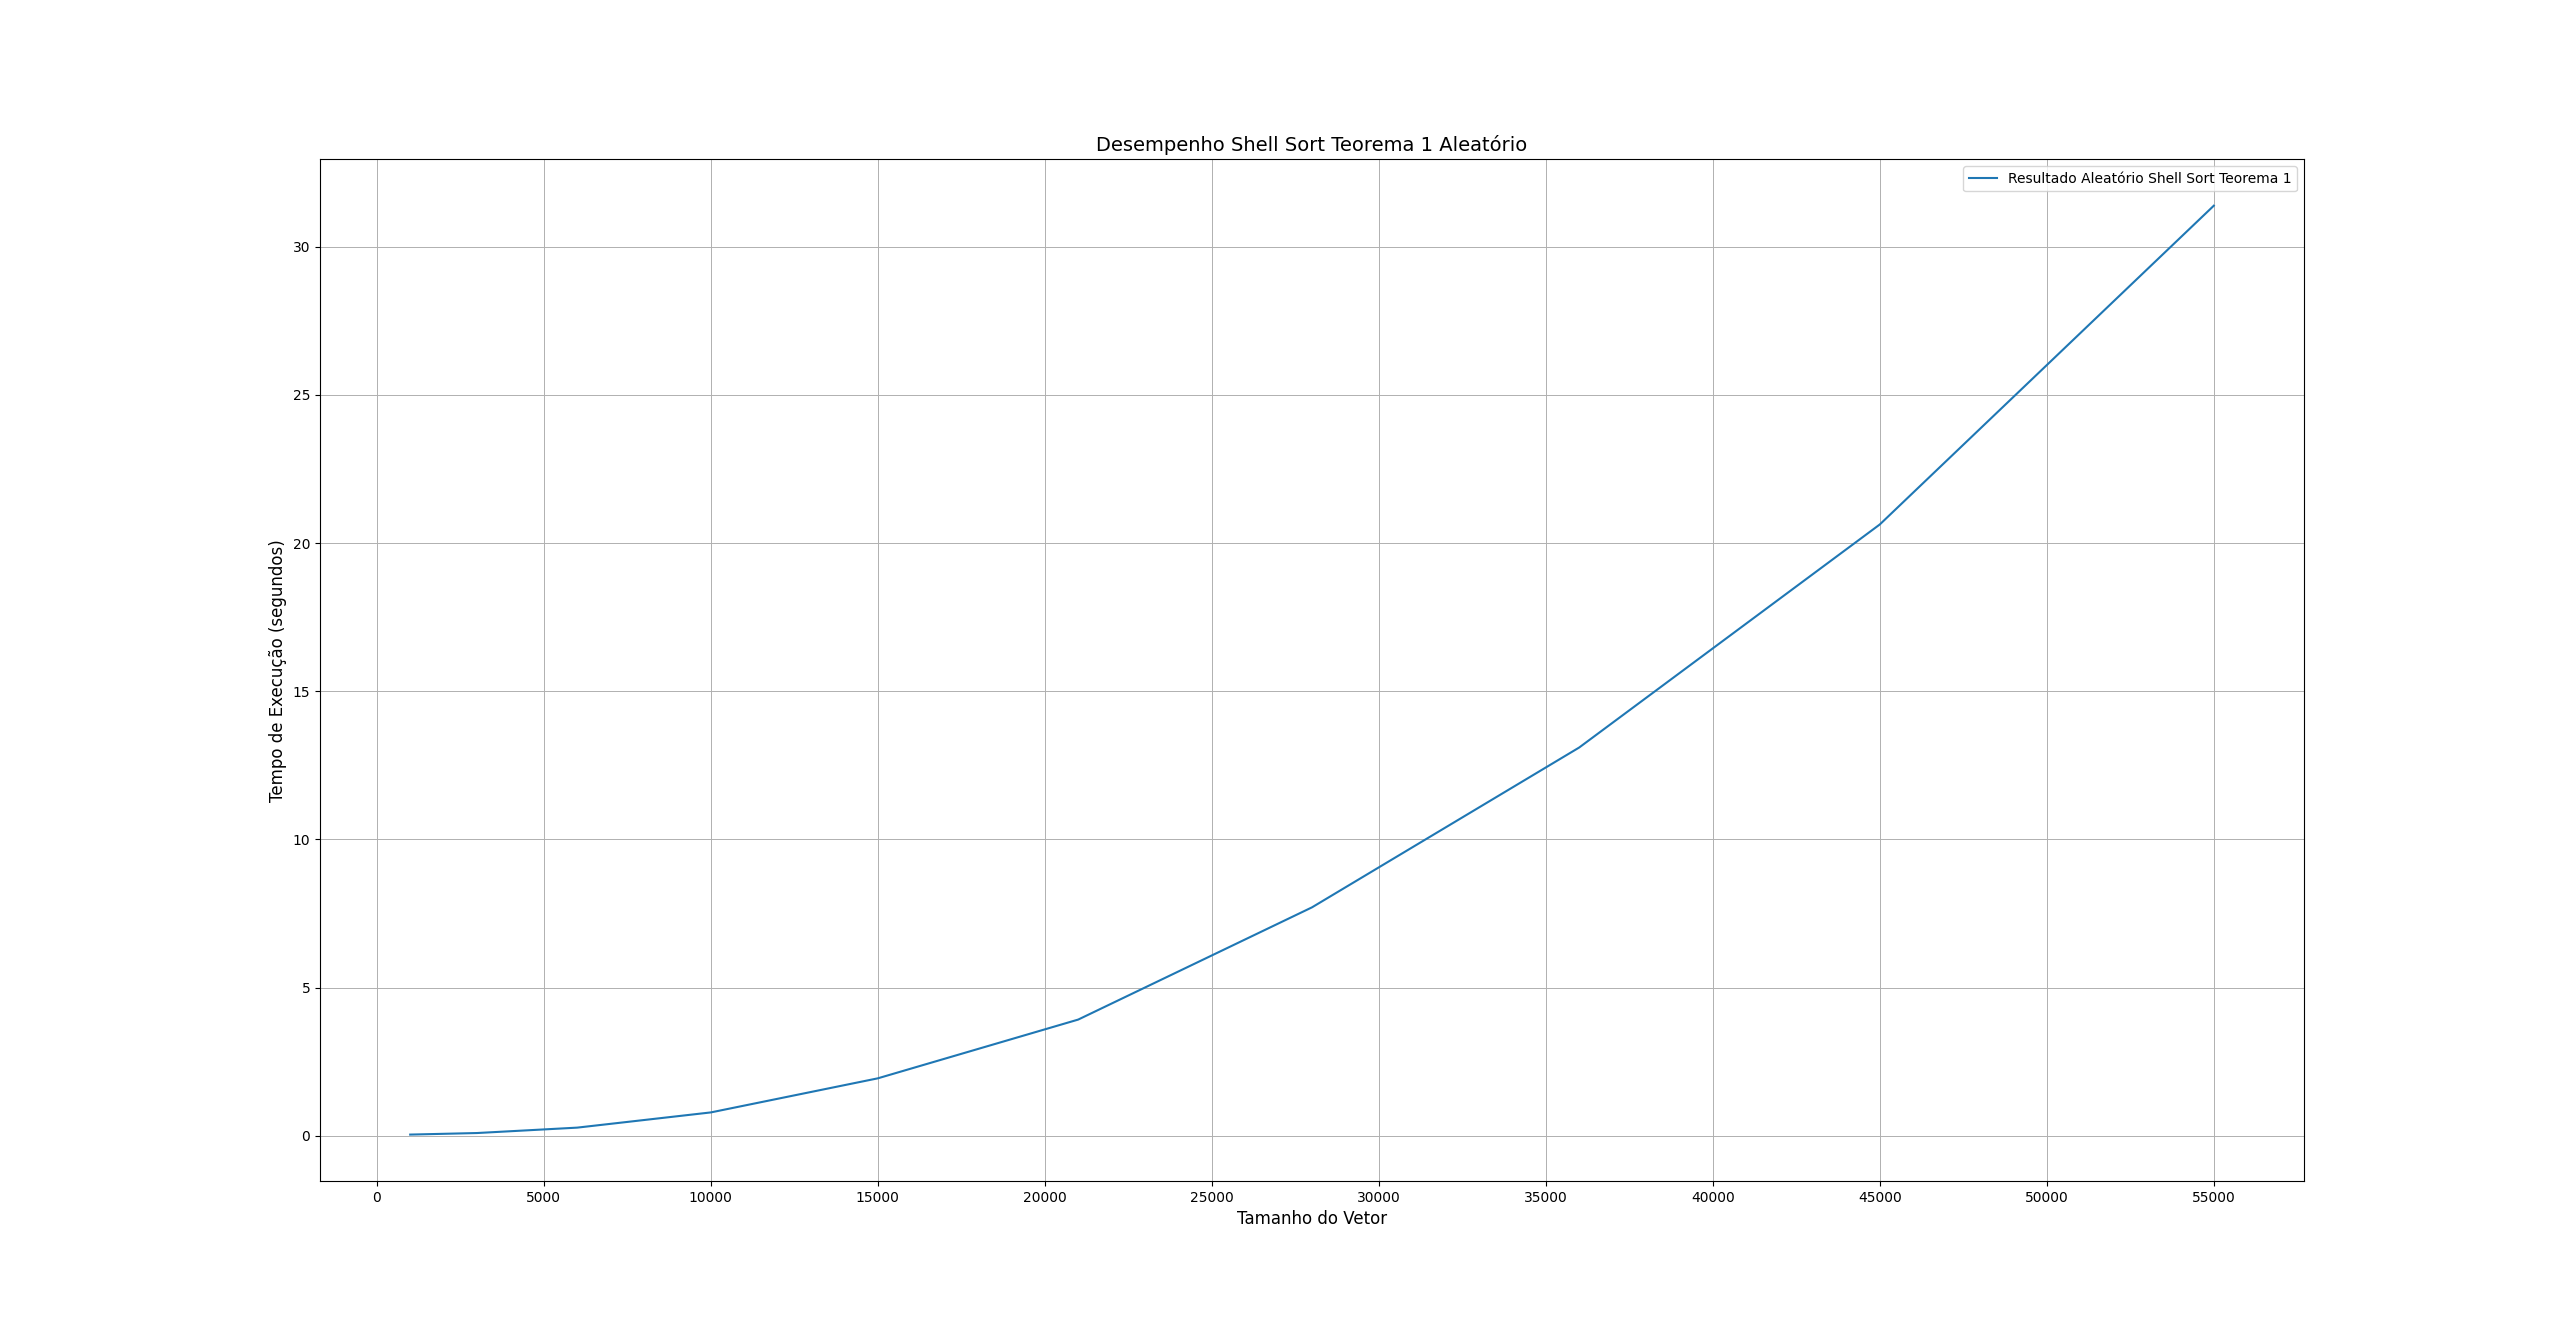 Desempenho Shell Sort Teorema 1 Aleatório
Resultado Aleatório Shell Sort Teorema 1
Tempo de Execução (segundos)
30
25
20
15
10
5
0
0 5000 10000 15000 20000 25000 30000 35000 40000 45000 50000 55000
Tamanho do Vetor